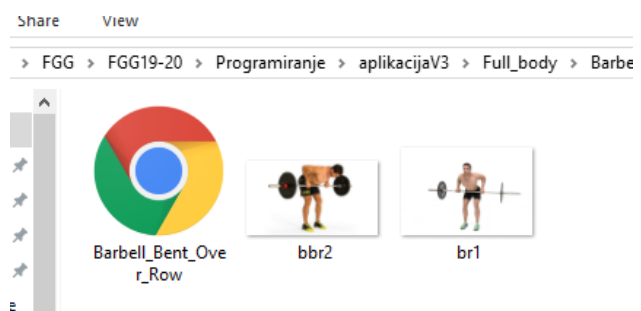 Share View
> FGG > FGG19-20 > Programiranje > aplikacijaV3 > Full_body > Barbe
Barbell_Bent_Ove
r_Row
bbr2
br1
e